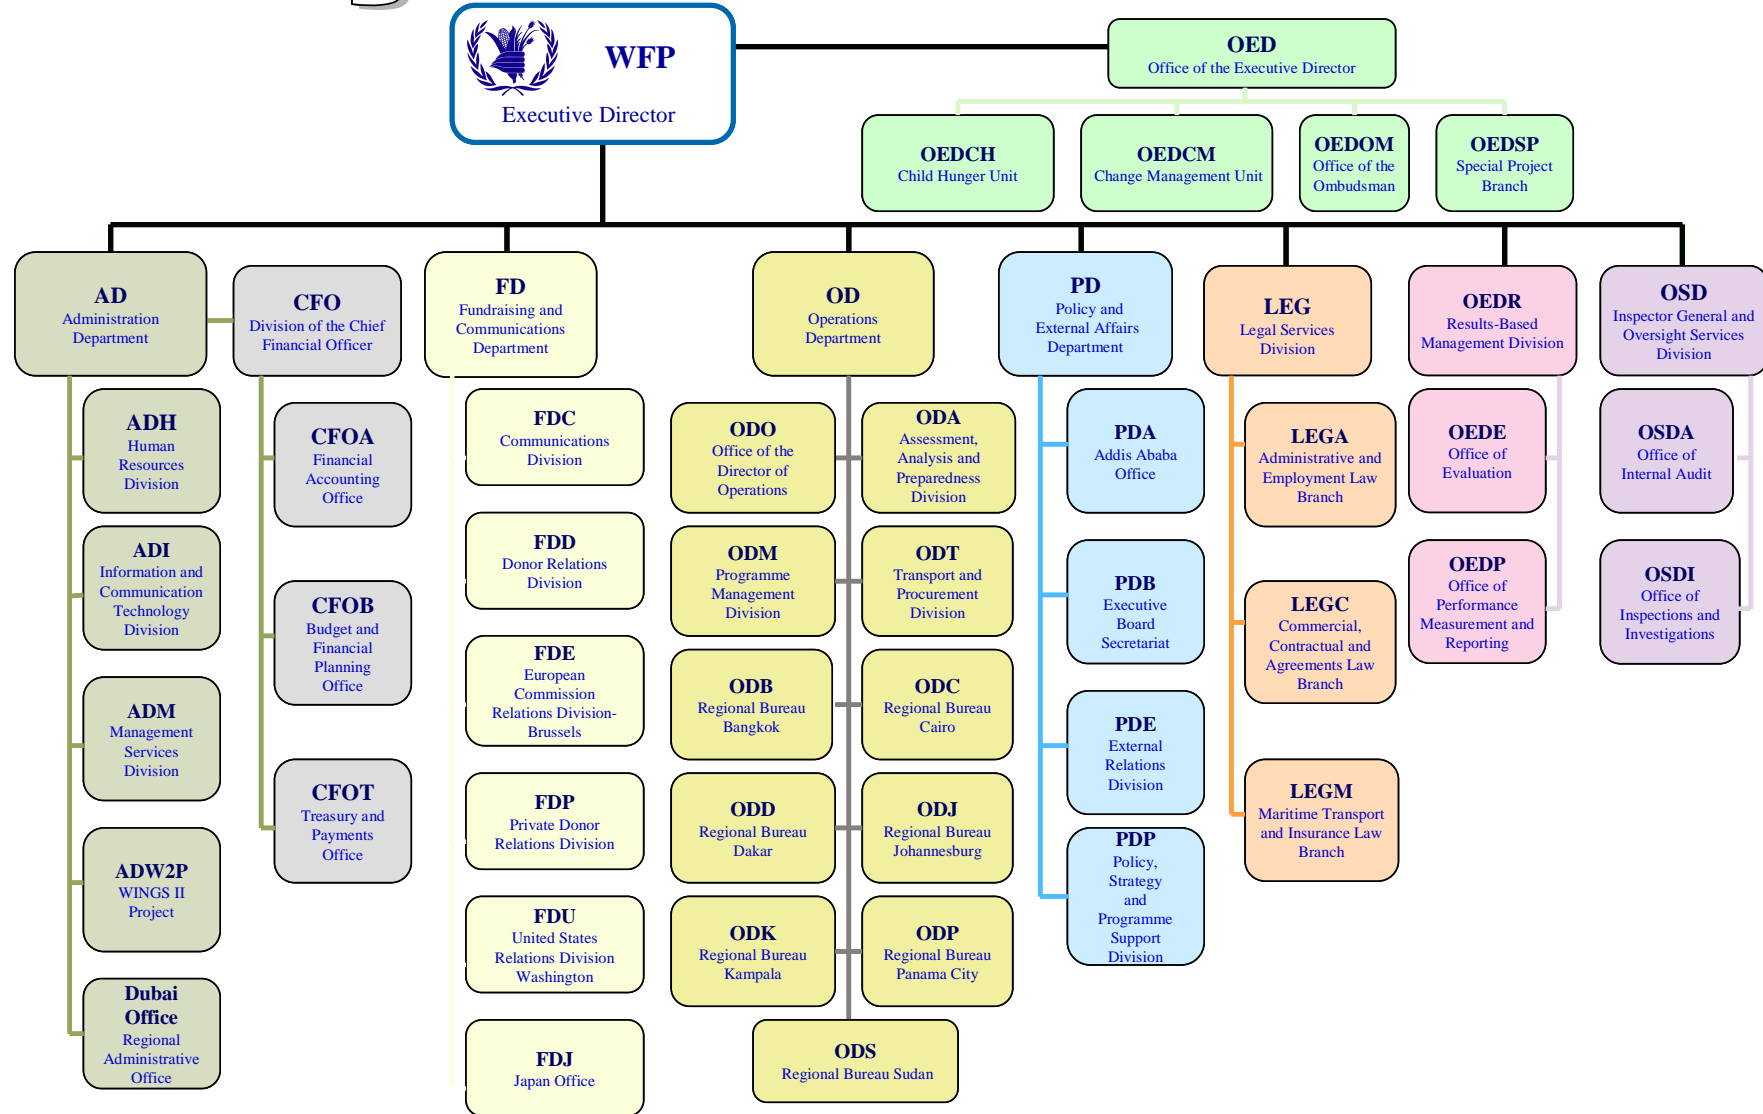 WFP
Executive Director
OED
Office of the Executive Director
OEDCH
Child Hunger Unit
OEDCM
Change Management Unit
OEDOM
Office of the
Ombudsman
OEDSP
Special Project
Branch
AD
Administration
Department
CFO
Division of the Chief
Financial Officer
FD
Fundraising and
Communications
Department
OD
Operations
Department
PD
Policy and
External Affairs
Department
LEG
Legal Services
Division
OEDR
Results-Based
Management Division
OSD
Inspector General and
Oversight Services
Division
ADH
Human
Resources
Division
ADI
Information and
Communication
Technology
Division
ADM
Management
Services
Division
ADW2P
WINGS II
Project
Dubai
Office
Regional
Administrative
Office
CFOA
Financial
Accounting
Office
CFOB
Budget and
Financial
Planning
Office
CFOT
Treasury and
Payments
Office
FDC
Communications
Division
FDD
Donor Relations
Division
FDE
European
Commission
Relations Division-
Brussels
FDP
Private Donor
Relations Division
FDU
United States
Relations Division
Washington
FDJ
Japan Office
ODO
Office of the
Director of
Operations
ODA
Assessment,
Analysis and
Preparedness
Division
ODM
Programme
Management
Division
ODT
Transport and
Procurement
Division
ODB
Regional Bureau
Bangkok
ODC
Regional Bureau
Cairo
ODD
Regional Bureau
Dakar
ODJ
Regional Bureau
Johannesburg
ODK
Regional Bureau
Kampala
ODP
Regional Bureau
Panama City
ODS
Regional Bureau Sudan
PDA
Addis Ababa
Office
PDB
Executive
Board
Secretariat
PDE
External
Relations
Division
PDP
Policy,
Strategy
and
Programme
Support
Division
LEGA
Administrative and
Employment Law
Branch
LEGC
Commercial,
Contractual and
Agreements Law
Branch
LEGM
Maritime Transport
and Insurance Law
Branch
OEDE
Office of
Evaluation
OEDP
Office of
Performance
Measurement and
Reporting
OSDA
Office of
Internal Audit
OSDI
Office of
Inspections and
Investigations